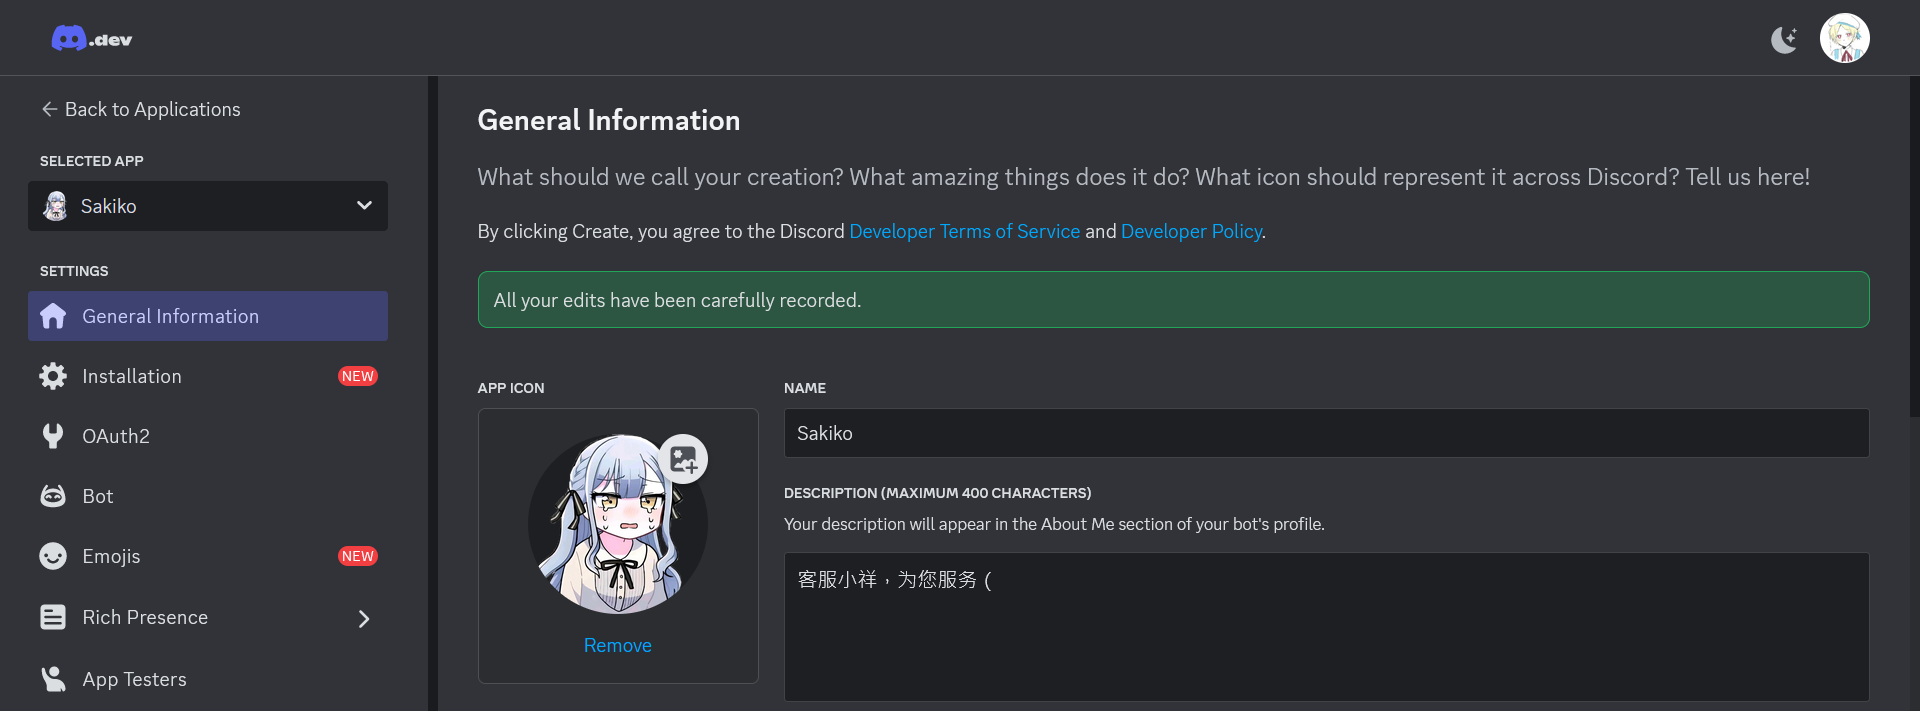 .dev
Back to Applications
SELECTED APP
Sakiko
SETTINGS
General Information
Installation NEW
OAuth2
Bot
Emojis NEW
Rich Presence
App Testers
General Information
What should we call your creation? What amazing things does it do? What icon should represent it across Discord? Tell us here!
By clicking Create, you agree to the Discord Developer Terms of Service and Developer Policy.
All your edits have been carefully recorded.
APP ICON
Remove
NAME
Sakiko
DESCRIPTION (MAXIMUM 400 CHARACTERS)
Your description will appear in the About Me section of your bot's profile.
客服小祥，为您服务 (